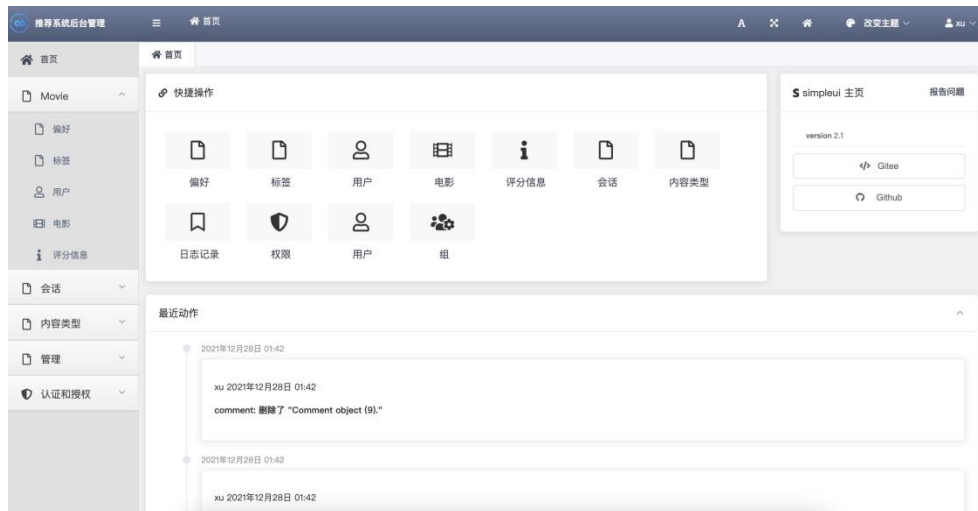 推荐系统后台管理
首页
A
改变主题
xu
首页
首页
Movie
偏好
标签
用户
电影
评分信息
会话
内容类型
管理
认证和授权
快捷操作
偏好
标签
用户
电影
评分信息
会话
内容类型
日志记录
权限
用户
组
simpleui 主页
报告问题
version 2.1
Gitee
Github
最近动作
2021年12月28日 01:42
xu 2021年12月28日 01:42
comment: 删除了 "Comment object (9)."
2021年12月28日 01:42
xu 2021年12月28日 01:42